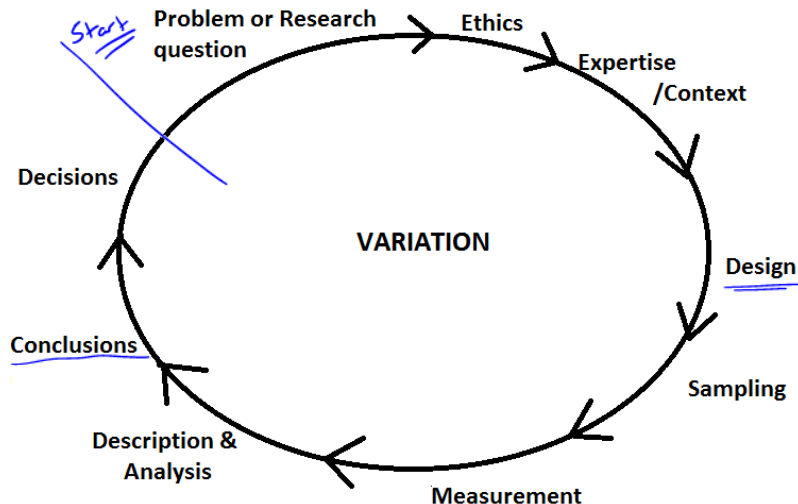 Start
Problem or Research
question
Ethics
Expertise
/Context
Decisions
VARIATION
Design
Conclusions
Sampling
Description &
Analysis
Measurement